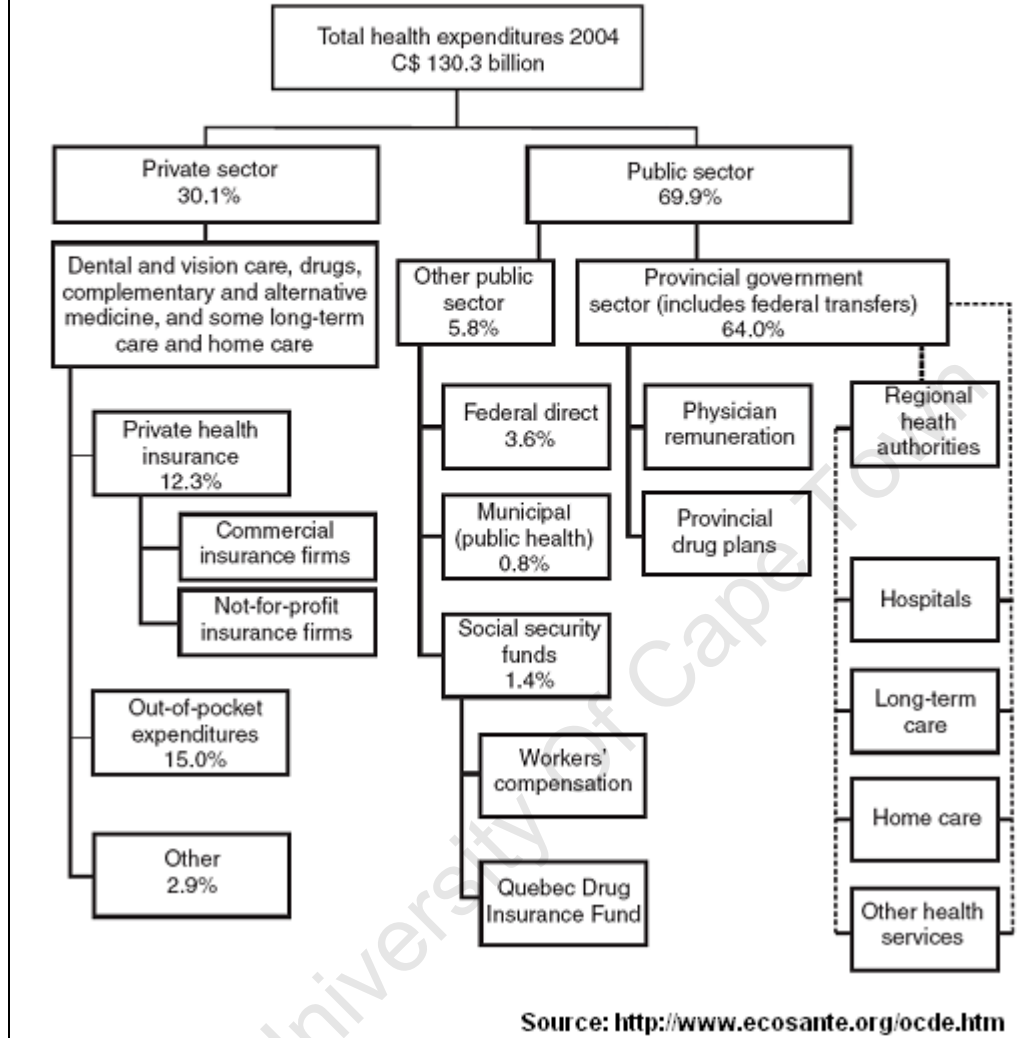 Total health expenditures 2004
C$ 130.3 billion
Private sector
30.1%
Public sector
69.9%
Dental and vision care, drugs,
complementary and alternative
medicine, and some long-term
care and home care
Private health
insurance
12.3%
Commercial
insurance firms
Not-for-profit
insurance firms
Out-of-pocket
expenditures
15.0%
Other
2.9%
Other public
sector
5.8%
Federal direct
3.6%
Municipal
(public health)
0.8%
Social security
funds
1.4%
Workers'
compensation
Quebec Drug
Insurance Fund
Provincial government
sector (includes federal transfers)
64.0%
Physician
remuneration
Provincial
drug plans
Regional
heath
authorities
Hospitals
Long-term
care
Home care
Other health
services
University Of Cape Town
Source: http://www.ecosante.org/ocde.htm